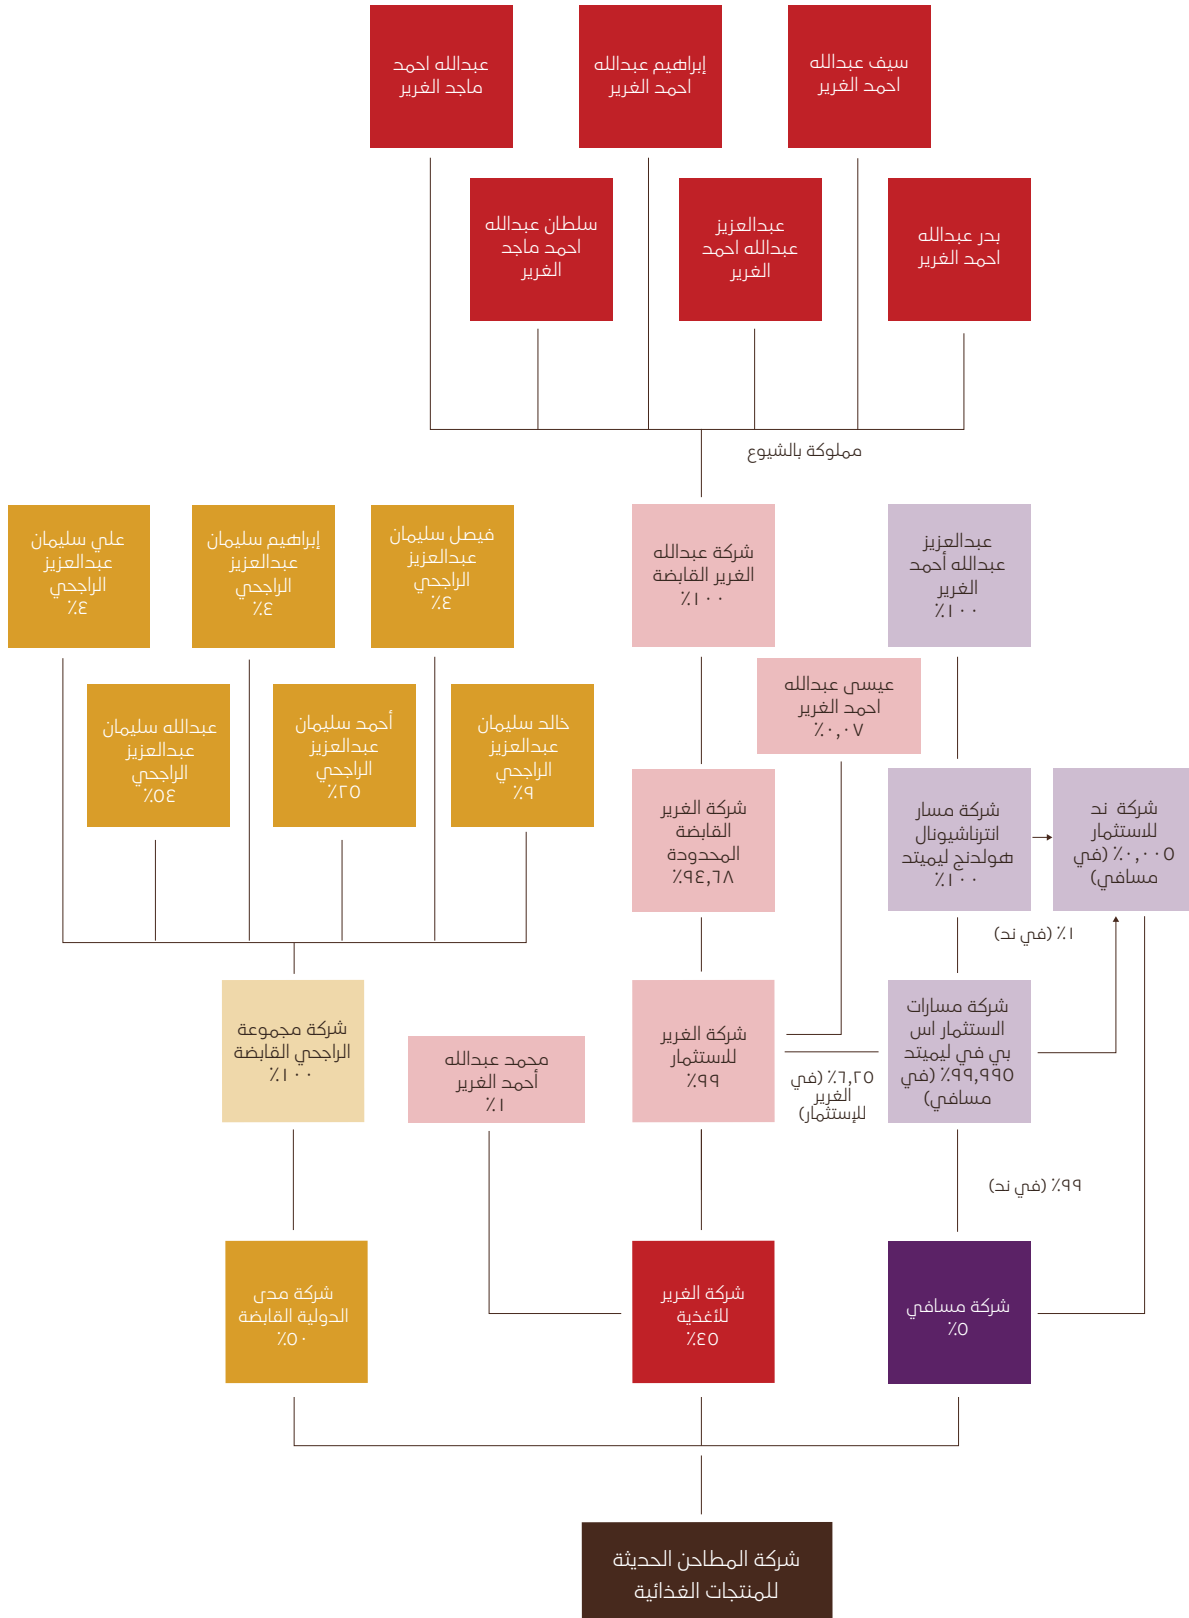 سيف عبدالله
احمد الغرير
إبراهيم عبدالله
احمد الغرير
عبدالله احمد
ماجد الغرير
بدر عبدالله
احمد الغرير
عبدالعزيز
عبدالله احمد
الغرير
سلطان عبدالله
احمد ماجد
الغرير
مملوكة بالشيوع
عبدالعزيز
عبدالله أحمد
الغرير
٪١٠٠
شركة عبدالله
الغرير القابضة
٪١٠٠
فيصل سليمان
عبدالعزيز
الراجحي
٪٤
إبراهيم سليمان
عبدالعزيز
الراجحي
٪٤
علي سليمان
عبدالعزيز
الراجحي
٪٤
عيسى عبدالله
احمد الغرير
٪٠,٠٧
خالد سليمان
عبدالعزيز
الراجحي
٪٩
أحمد سليمان
عبدالعزيز
الراجحي
٪٢٥
عبدالله سليمان
عبدالعزيز
الراجحي
٪٥٤
شركة ند
للاستثمار
٪٠,٠٠٥ (في
مسافي)
شركة مسار
انترناشيونال
هولدنج ليميتد
٪١٠٠
شركة الغرير
القابضة
المحدودة
٪٩٤,٦٨
٪١ (في ند)
شركة مسارات
الاستثمار اس
بي في ليميتد
٪٩٩,٩٩٥ (في
مسافي)
شركة الغرير
للاستثمار
٪٩٩
٪٦,٢٥ (في
الغرير
للإستثمار)
محمد عبدالله
أحمد الغرير
٪١
شركة مجموعة
الراجحي القابضة
٪١٠٠
٪٩٩ (في ند)
شركة مسافي
٪٥
شركة الغرير
للأغذية
٪٤٥
شركة مدى
الدولية القابضة
٪٥٠
شركة المطاحن الحديثة
للمنتجات الغذائية